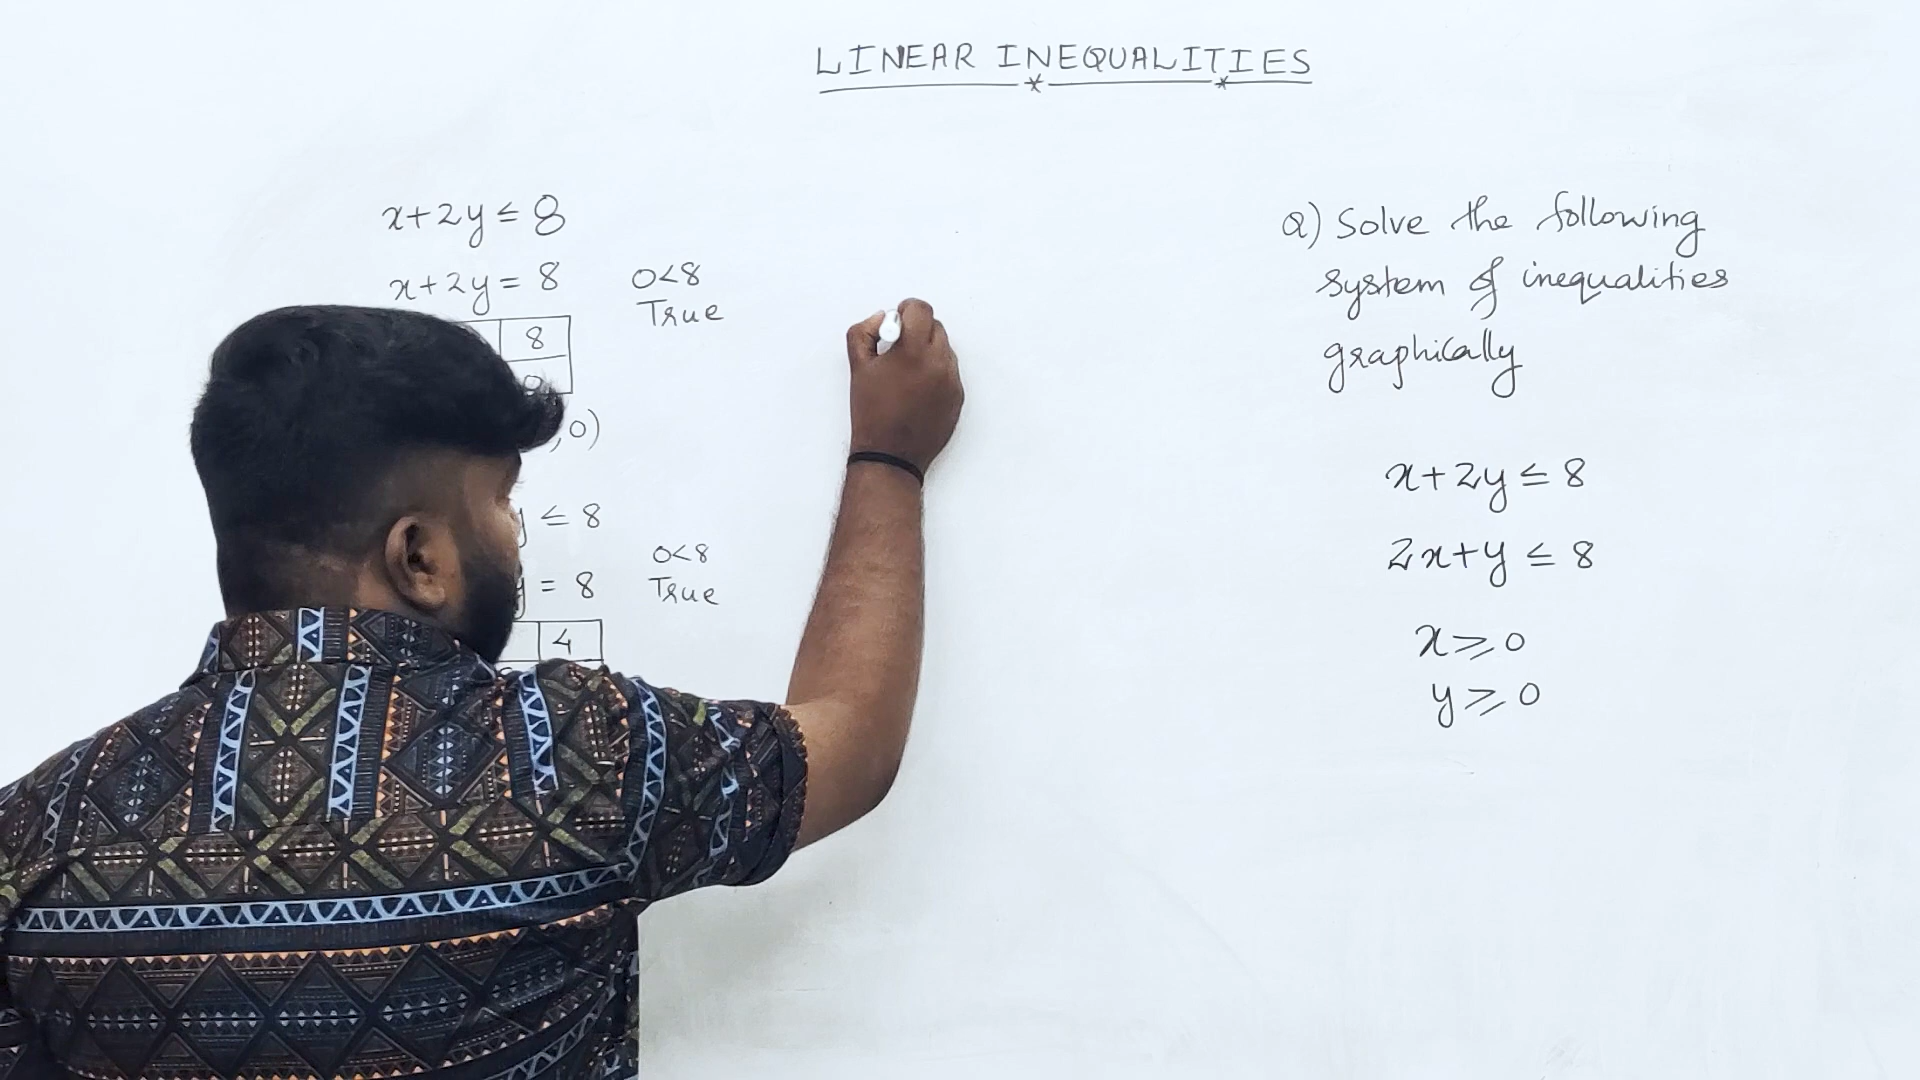 LINEAR INEQUALITIES
x+2y ≤ 8
x+2y = 8
0<8
True
8
0
,0)
y ≤ 8
y = 8
0<8
True
4
Q) Solve the following
system of inequalities
graphically
x+2y ≤ 8
2x+y ≤ 8
x ⩾ 0
y ⩾ 0